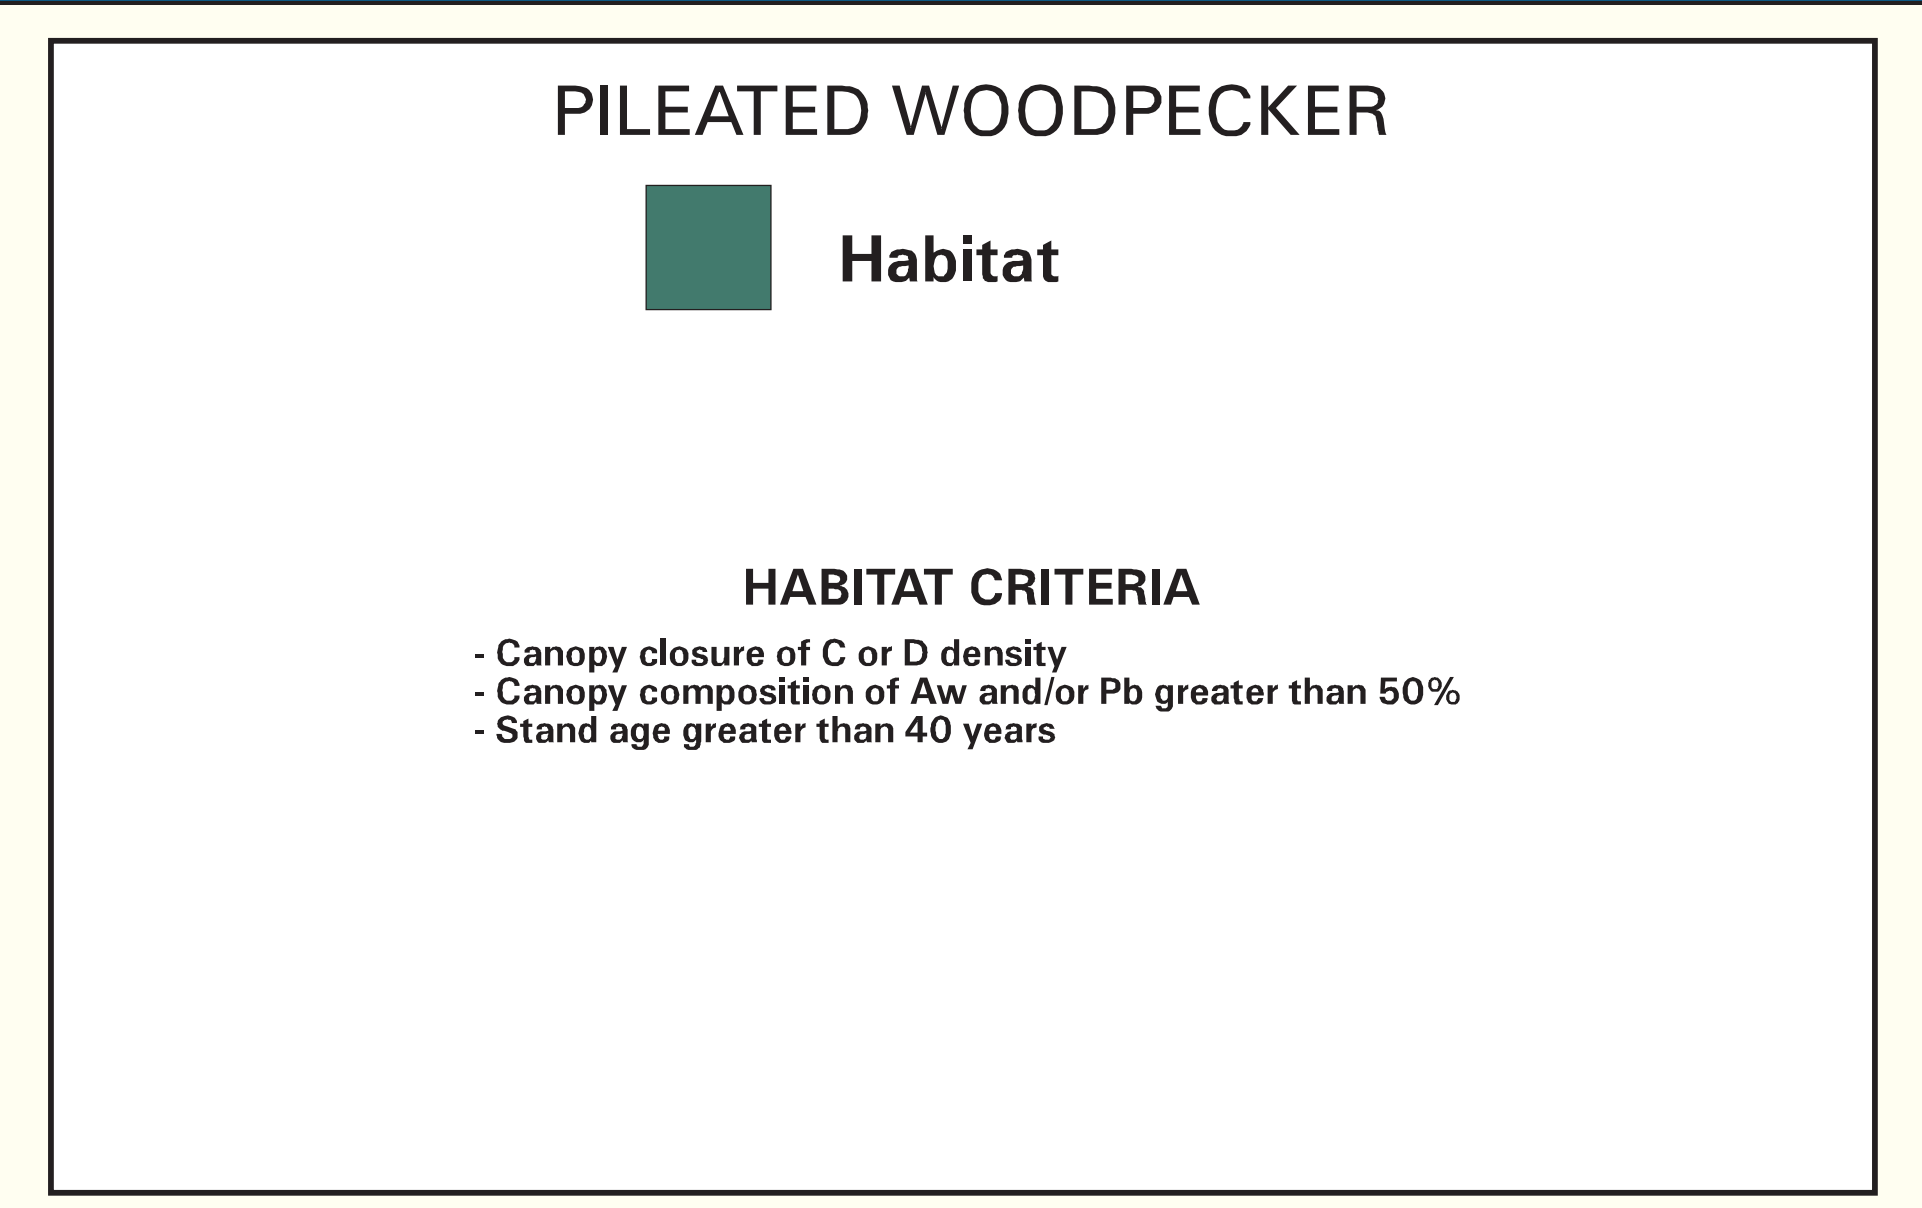 PILEATED WOODPECKER
Habitat
HABITAT CRITERIA
- Canopy closure of C or D density
- Canopy composition of Aw and/or Pb greater than 50%
- Stand age greater than 40 years